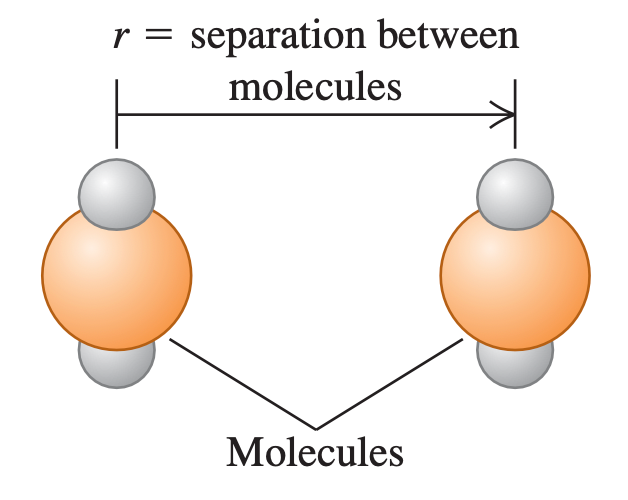 r = separation between
molecules
Molecules